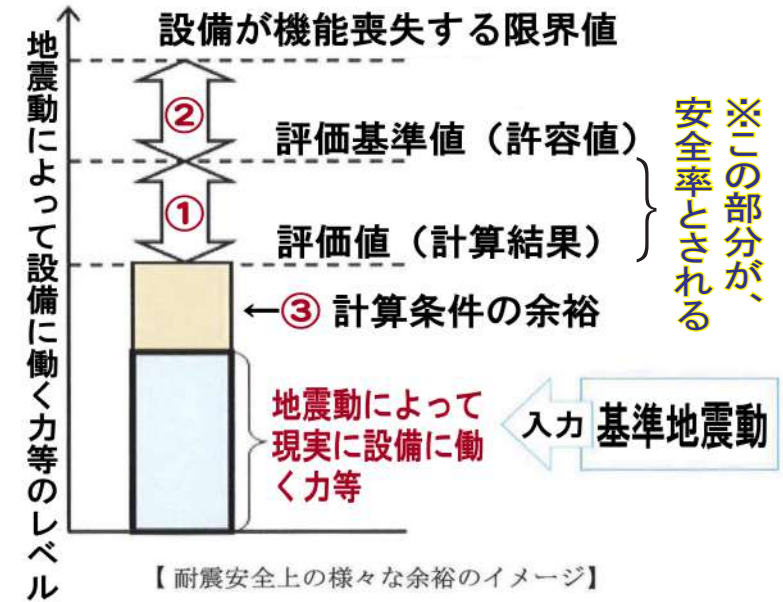 設備が機能喪失する限界値
地震動によって設備に働く力等のレベル
②
評価基準値（許容値）
①
評価値（計算結果）
※この部分が、
安全率とされる
←③ 計算条件の余裕
地震動によって
現実に設備に働
く力等
入力
基準地震動
【 耐震安全上の様々な余裕のイメージ】